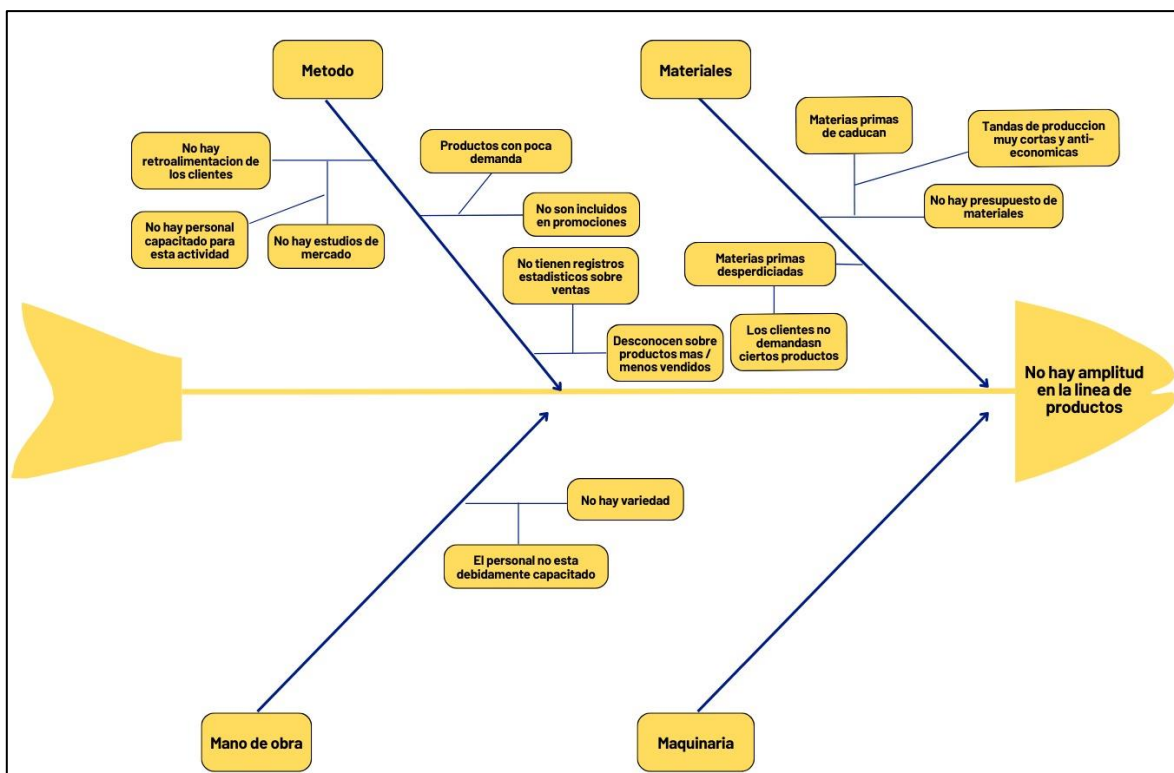 Metodo
No hay
retroalimentacion de
los clientes
No hay personal
capacitado para
esta actividad
No hay estudios de
mercado
Productos con poca
demanda
No son incluidos
en promociones
No tienen registros
estadisticos sobre
ventas
Desconocen sobre
productos mas /
menos vendidos
Materiales
Materias primas
de caducan
Tandas de produccion
muy cortas y anti-
economicas
No hay presupuesto de
materiales
Materias primas
desperdiciadas
Los clientes no
demandasn
ciertos productos
No hay amplitud
en la linea de
productos
No hay variedad
El personal no esta
debidamente capacitado
Mano de obra
Maquinaria